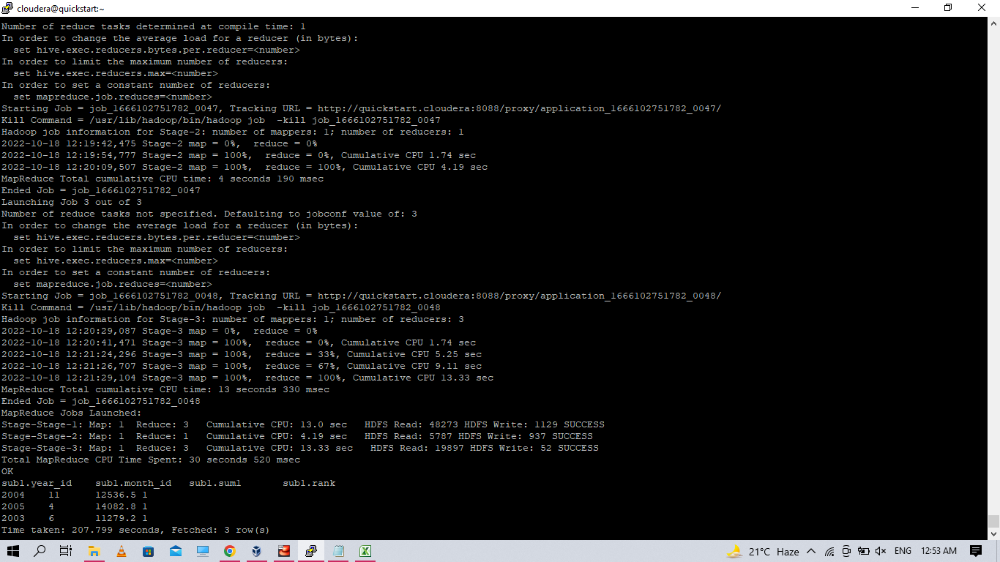 cloudera@quickstart:~
Number of reduce tasks determined at compile time: 1
In order to change the average load for a reducer (in bytes):
  set hive.exec.reducers.bytes.per.reducer=<number>
In order to limit the maximum number of reducers:
  set hive.exec.reducers.max=<number>
In order to set a constant number of reducers:
  set mapreduce.job.reduces=<number>
Starting Job = job_1666102751782_0047, Tracking URL = http://quickstart.cloudera:8088/proxy/application_1666102751782_0047/
Kill Command = /usr/lib/hadoop/bin/hadoop job  -kill job_1666102751782_0047
Hadoop job information for Stage-2: number of mappers: 1; number of reducers: 1
2022-10-18 12:19:42,475 Stage-2 map = 0%,  reduce = 0%
2022-10-18 12:19:54,777 Stage-2 map = 100%,  reduce = 0%, Cumulative CPU 1.74 sec
2022-10-18 12:20:09,507 Stage-2 map = 100%,  reduce = 100%, Cumulative CPU 4.19 sec
MapReduce Total cumulative CPU time: 4 seconds 190 msec
Ended Job = job_1666102751782_0047
Launching Job 3 out of 3
Number of reduce tasks not specified. Defaulting to jobconf value of: 3
In order to change the average load for a reducer (in bytes):
  set hive.exec.reducers.bytes.per.reducer=<number>
In order to limit the maximum number of reducers:
  set hive.exec.reducers.max=<number>
In order to set a constant number of reducers:
  set mapreduce.job.reduces=<number>
Starting Job = job_1666102751782_0048, Tracking URL = http://quickstart.cloudera:8088/proxy/application_1666102751782_0048/
Kill Command = /usr/lib/hadoop/bin/hadoop job  -kill job_1666102751782_0048
Hadoop job information for Stage-3: number of mappers: 1; number of reducers: 3
2022-10-18 12:20:29,087 Stage-3 map = 0%,  reduce = 0%
2022-10-18 12:20:41,471 Stage-3 map = 100%,  reduce = 0%, Cumulative CPU 1.74 sec
2022-10-18 12:21:24,296 Stage-3 map = 100%,  reduce = 33%, Cumulative CPU 5.25 sec
2022-10-18 12:21:26,707 Stage-3 map = 100%,  reduce = 67%, Cumulative CPU 9.11 sec
2022-10-18 12:21:29,104 Stage-3 map = 100%,  reduce = 100%, Cumulative CPU 13.33 sec
MapReduce Total cumulative CPU time: 13 seconds 330 msec
Ended Job = job_1666102751782_0048
MapReduce Jobs Launched:
Stage-Stage-1: Map: 1  Reduce: 3   Cumulative CPU: 13.0 sec   HDFS Read: 48273 HDFS Write: 1129 SUCCESS
Stage-Stage-2: Map: 1  Reduce: 1   Cumulative CPU: 4.19 sec   HDFS Read: 5787 HDFS Write: 937 SUCCESS
Stage-Stage-3: Map: 1  Reduce: 3   Cumulative CPU: 13.33 sec   HDFS Read: 19897 HDFS Write: 52 SUCCESS
Total MapReduce CPU Time Spent: 30 seconds 520 msec
OK
sub1.year_id    sub1.month_id   sub1.sum1       sub1.rank
2004    11      12536.5 1
2005    4       14082.8 1
2003    6       11279.2 1
Time taken: 207.799 seconds, Fetched: 3 row(s)
21°C  Haze  ENG  12:53 AM